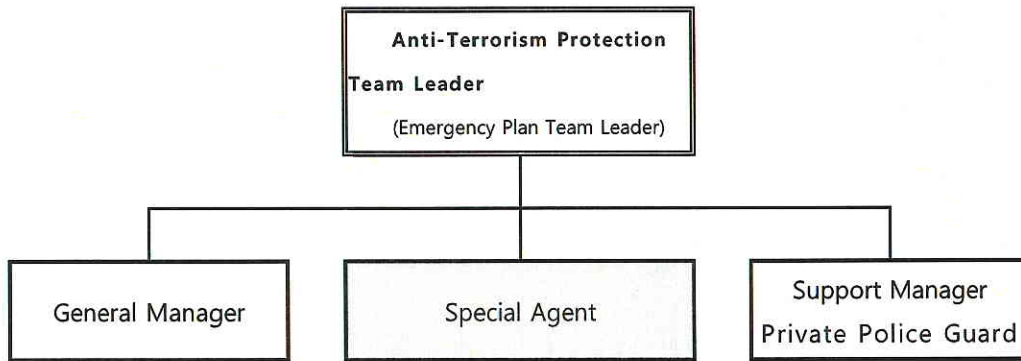 Anti-Terrorism Protection
Team Leader
(Emergency Plan Team Leader)
General Manager
Special Agent
Support Manager
Private Police Guard